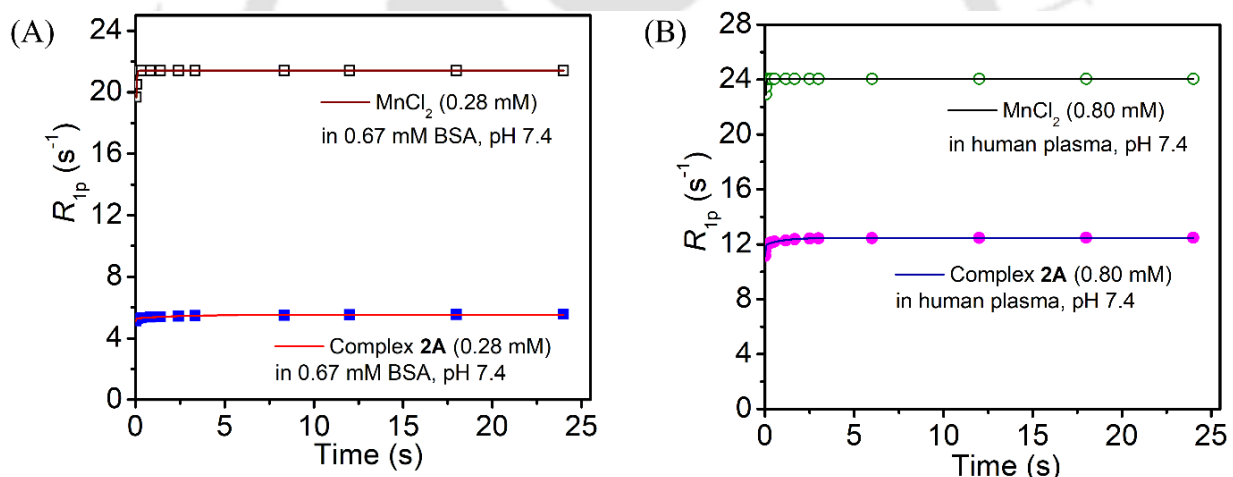 (A)
24
20
16
12
8
4
0
R1p (s-1)
MnCl2 (0.28 mM)
in 0.67 mM BSA, pH 7.4
Complex 2A (0.28 mM)
in 0.67 mM BSA, pH 7.4
0 5 10 15 20 25
Time (s)
(B)
28
24
20
16
12
8
4
0
R1p (s-1)
MnCl2 (0.80 mM)
in human plasma, pH 7.4
Complex 2A (0.80 mM)
in human plasma, pH 7.4
0 5 10 15 20 25
Time (s)